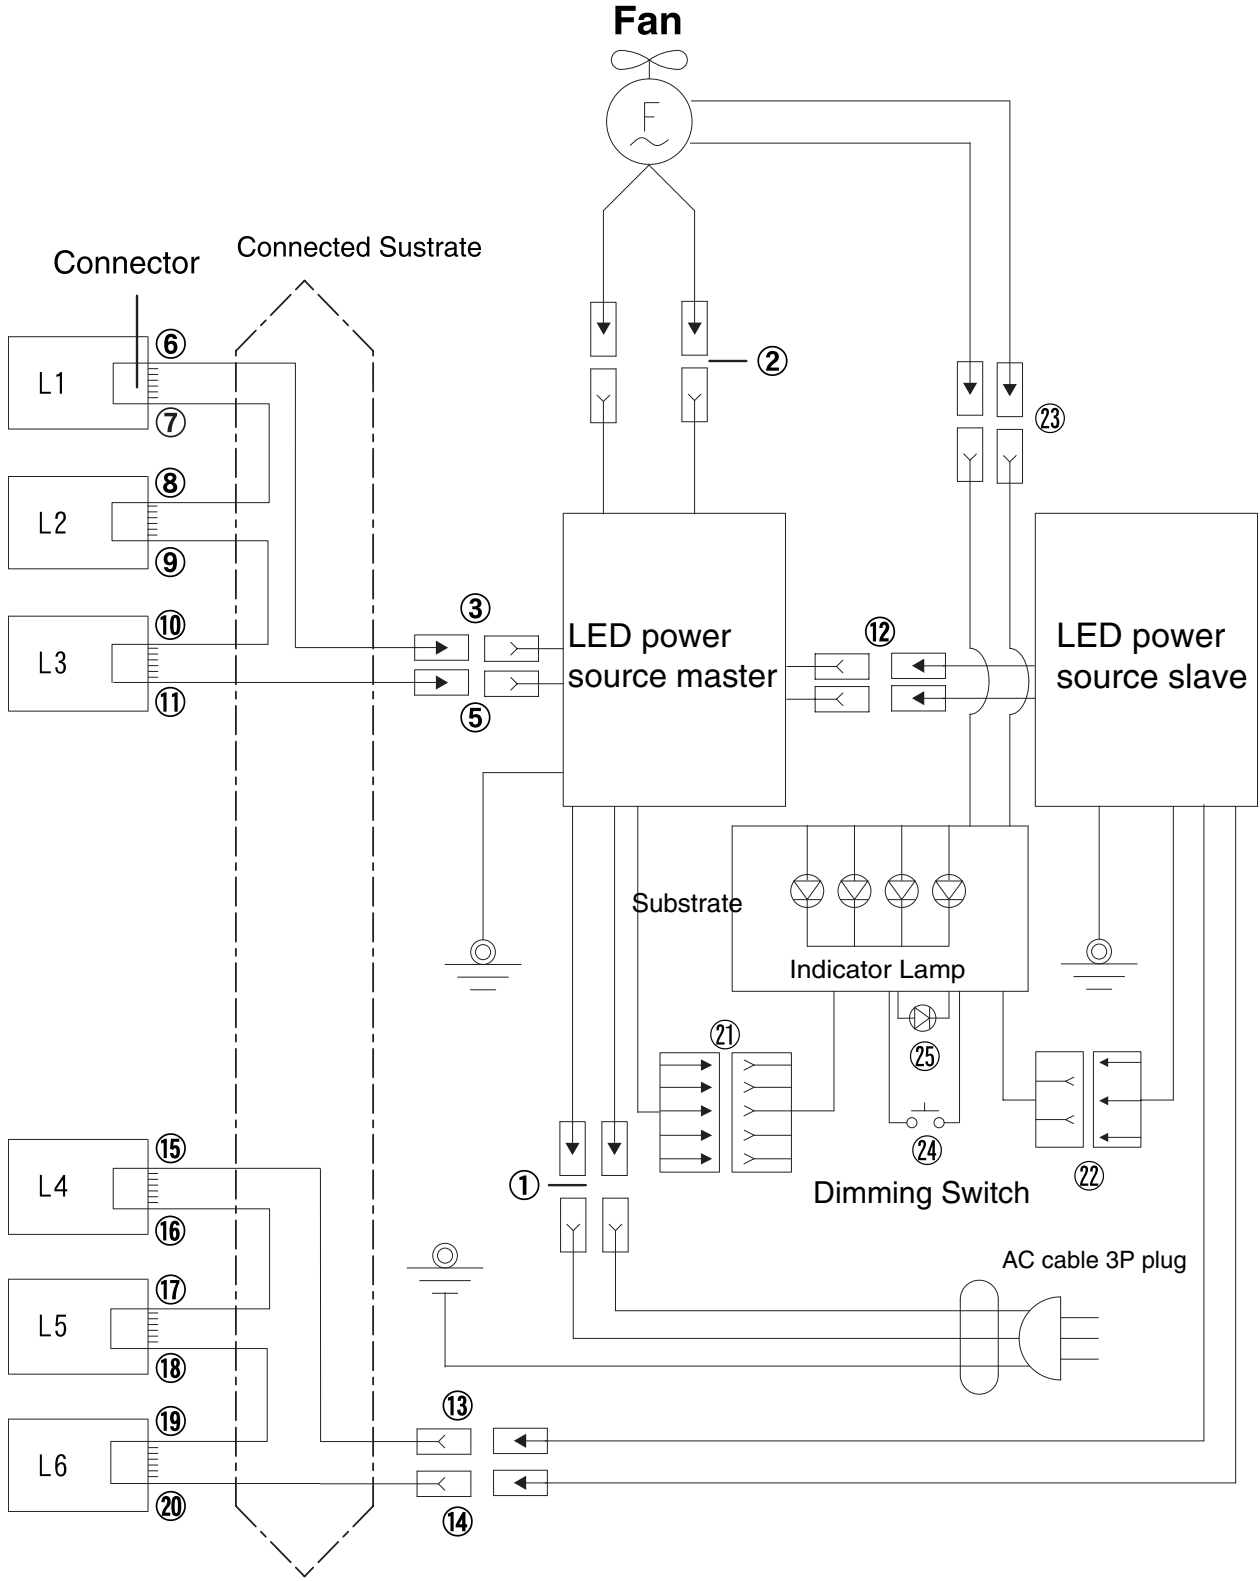 Fan
F
Connected Sustrate
Connector
⑥
L1
⑦
②
㉓
⑧
L2
⑨
③
⑩
L3
⑪
⑤
LED power
source master
⑫
LED power
source slave
Substrate
Indicator Lamp
㉑
㉕
㉔
㉒
Dimming Switch
①
⑮
L4
⑯
AC cable 3P plug
⑰
L5
⑱
⑬
⑲
L6
⑳
⑭